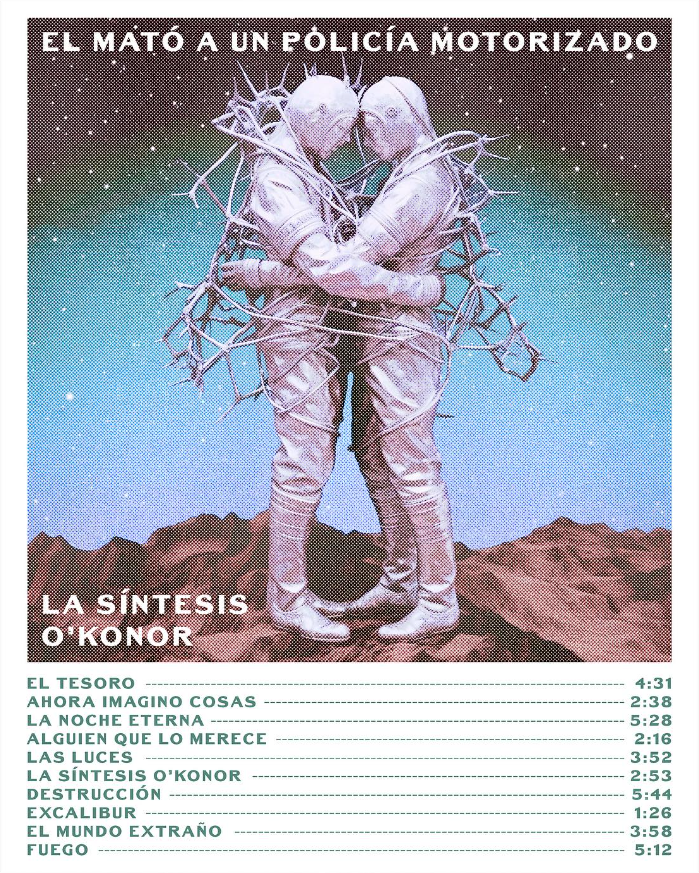 EL MATÓ A UN POLICÍA MOTORIZADO
LA SÍNTESIS
O'KONOR
EL TESORO 4:31
AHORA IMAGINO COSAS 2:38
LA NOCHE ETERNA 5:28
ALGUIEN QUE LO MERECE 2:16
LAS LUCES 3:52
LA SÍNTESIS O'KONOR 2:53
DESTRUCCIÓN 5:44
EXCALIBUR 1:26
EL MUNDO EXTRAÑO 3:58
FUEGO 5:12